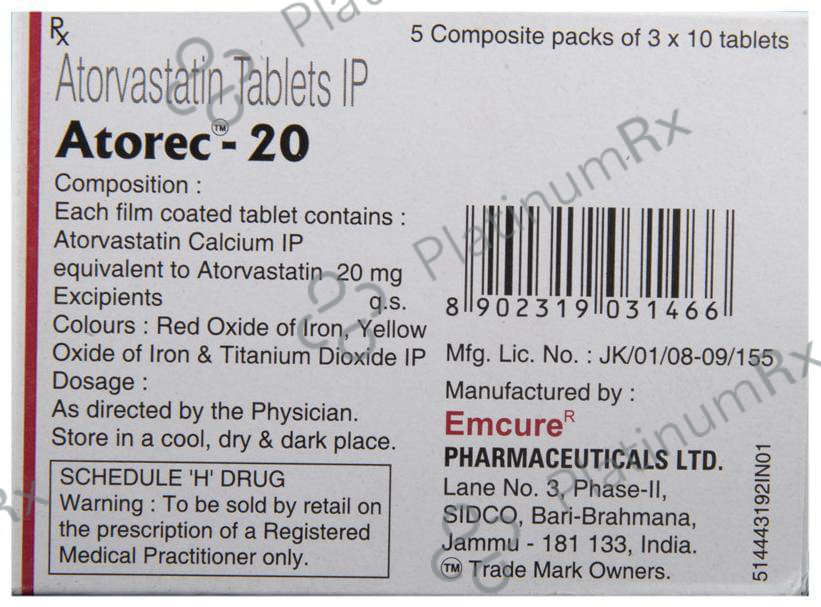 Rx
5 Composite packs of 3 x 10 tablets
Atorvastatin Tablets IP
Atorec™- 20
Composition :
Each film coated tablet contains :
Atorvastatin Calcium IP
equivalent to Atorvastatin 20 mg
Excipients q.s.
Colours : Red Oxide of Iron, Yellow
Oxide of Iron & Titanium Dioxide IP
Dosage :
As directed by the Physician.
Store in a cool, dry & dark place.
SCHEDULE 'H' DRUG
Warning : To be sold by retail on
the prescription of a Registered
Medical Practitioner only.
8 902319 031466
Mfg. Lic. No. : JK/01/08-09/155
Manufactured by :
Emcure R
PHARMACEUTICALS LTD.
Lane No. 3, Phase-II,
SIDCO, Bari-Brahmana,
Jammu - 181 133, India.
TM Trade Mark Owners.
514443192IN01
PlatinumRx
PlatinumRx
PlatinumRx
Rx